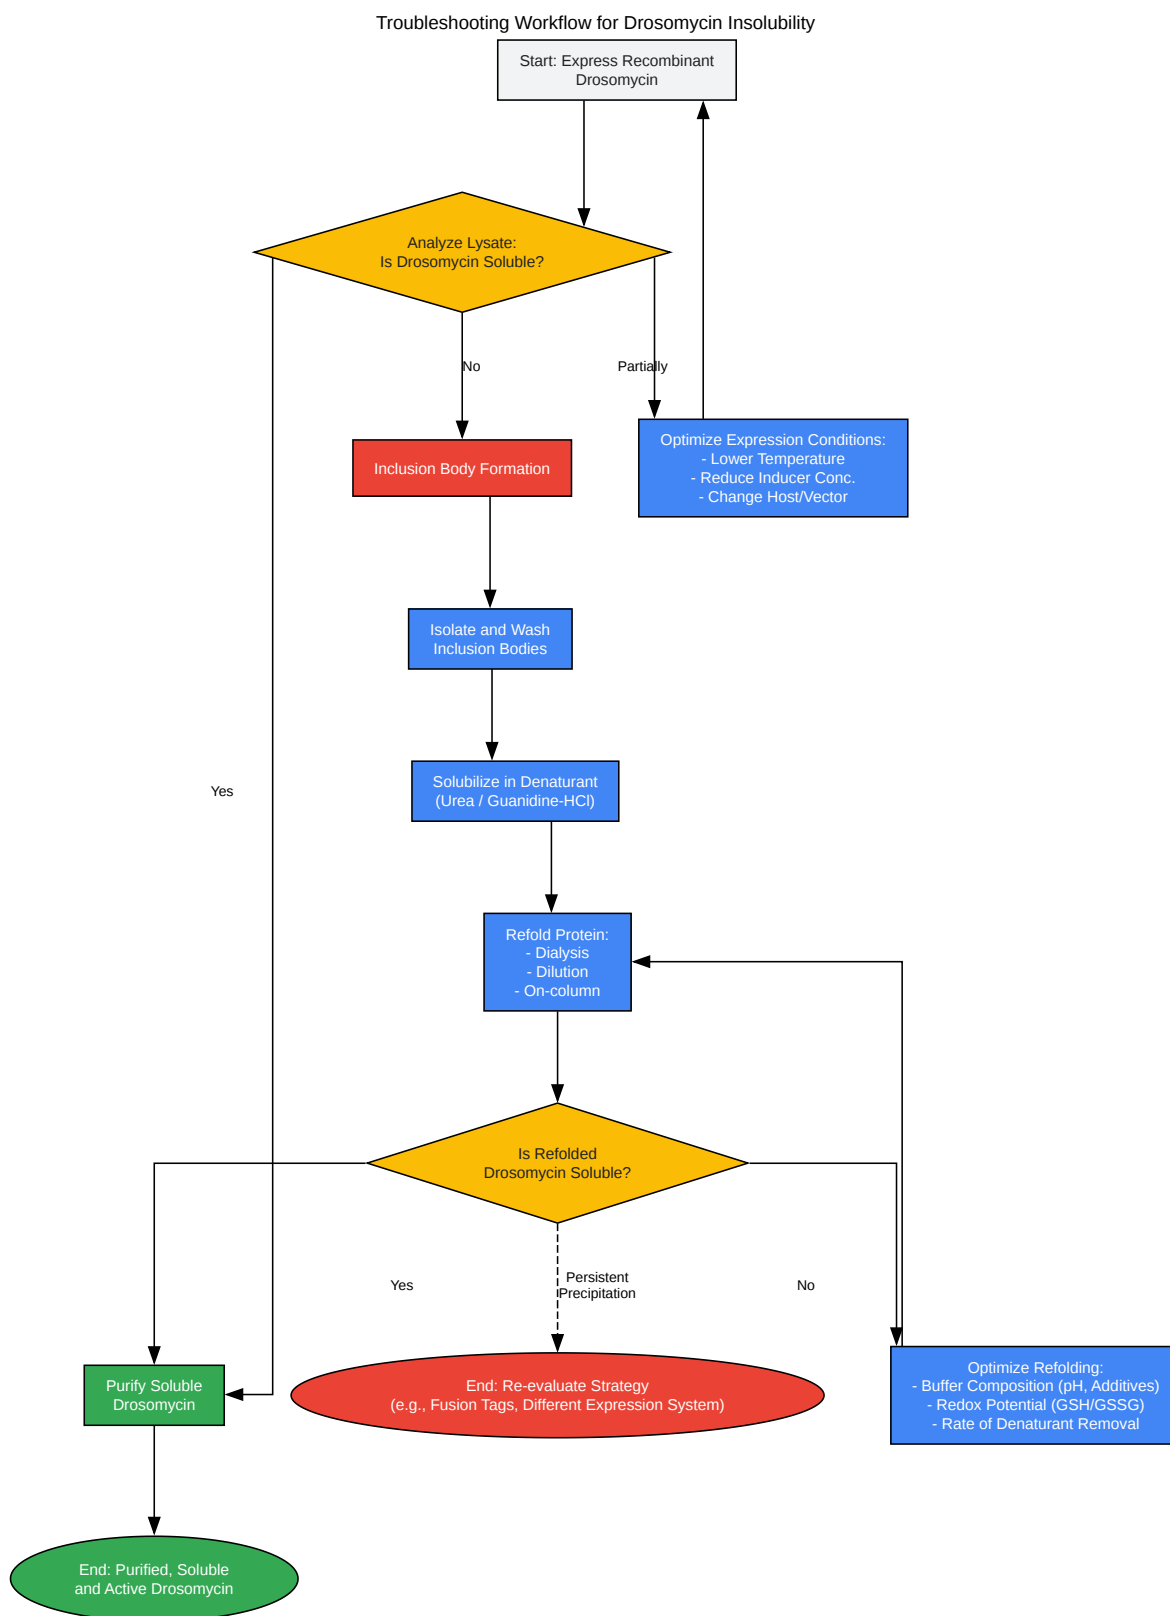 Troubleshooting Workflow for Drosomycin Insolubility
Start: Express Recombinant
Drosomycin
Analyze Lysate:
Is Drosomycin Soluble?
No
Partially
Optimize Expression Conditions:
- Lower Temperature
- Reduce Inducer Conc.
- Change Host/Vector
Inclusion Body Formation
Isolate and Wash
Inclusion Bodies
Yes
Solubilize in Denaturant
(Urea / Guanidine-HCl)
Refold Protein:
- Dialysis
- Dilution
- On-column
Is Refolded
Drosomycin Soluble?
Yes
Persistent
Precipitation
No
Purify Soluble
Drosomycin
End: Re-evaluate Strategy
(e.g., Fusion Tags, Different Expression System)
Optimize Refolding:
- Buffer Composition (pH, Additives)
- Redox Potential (GSH/GSSG)
- Rate of Denaturant Removal
End: Purified, Soluble
and Active Drosomycin